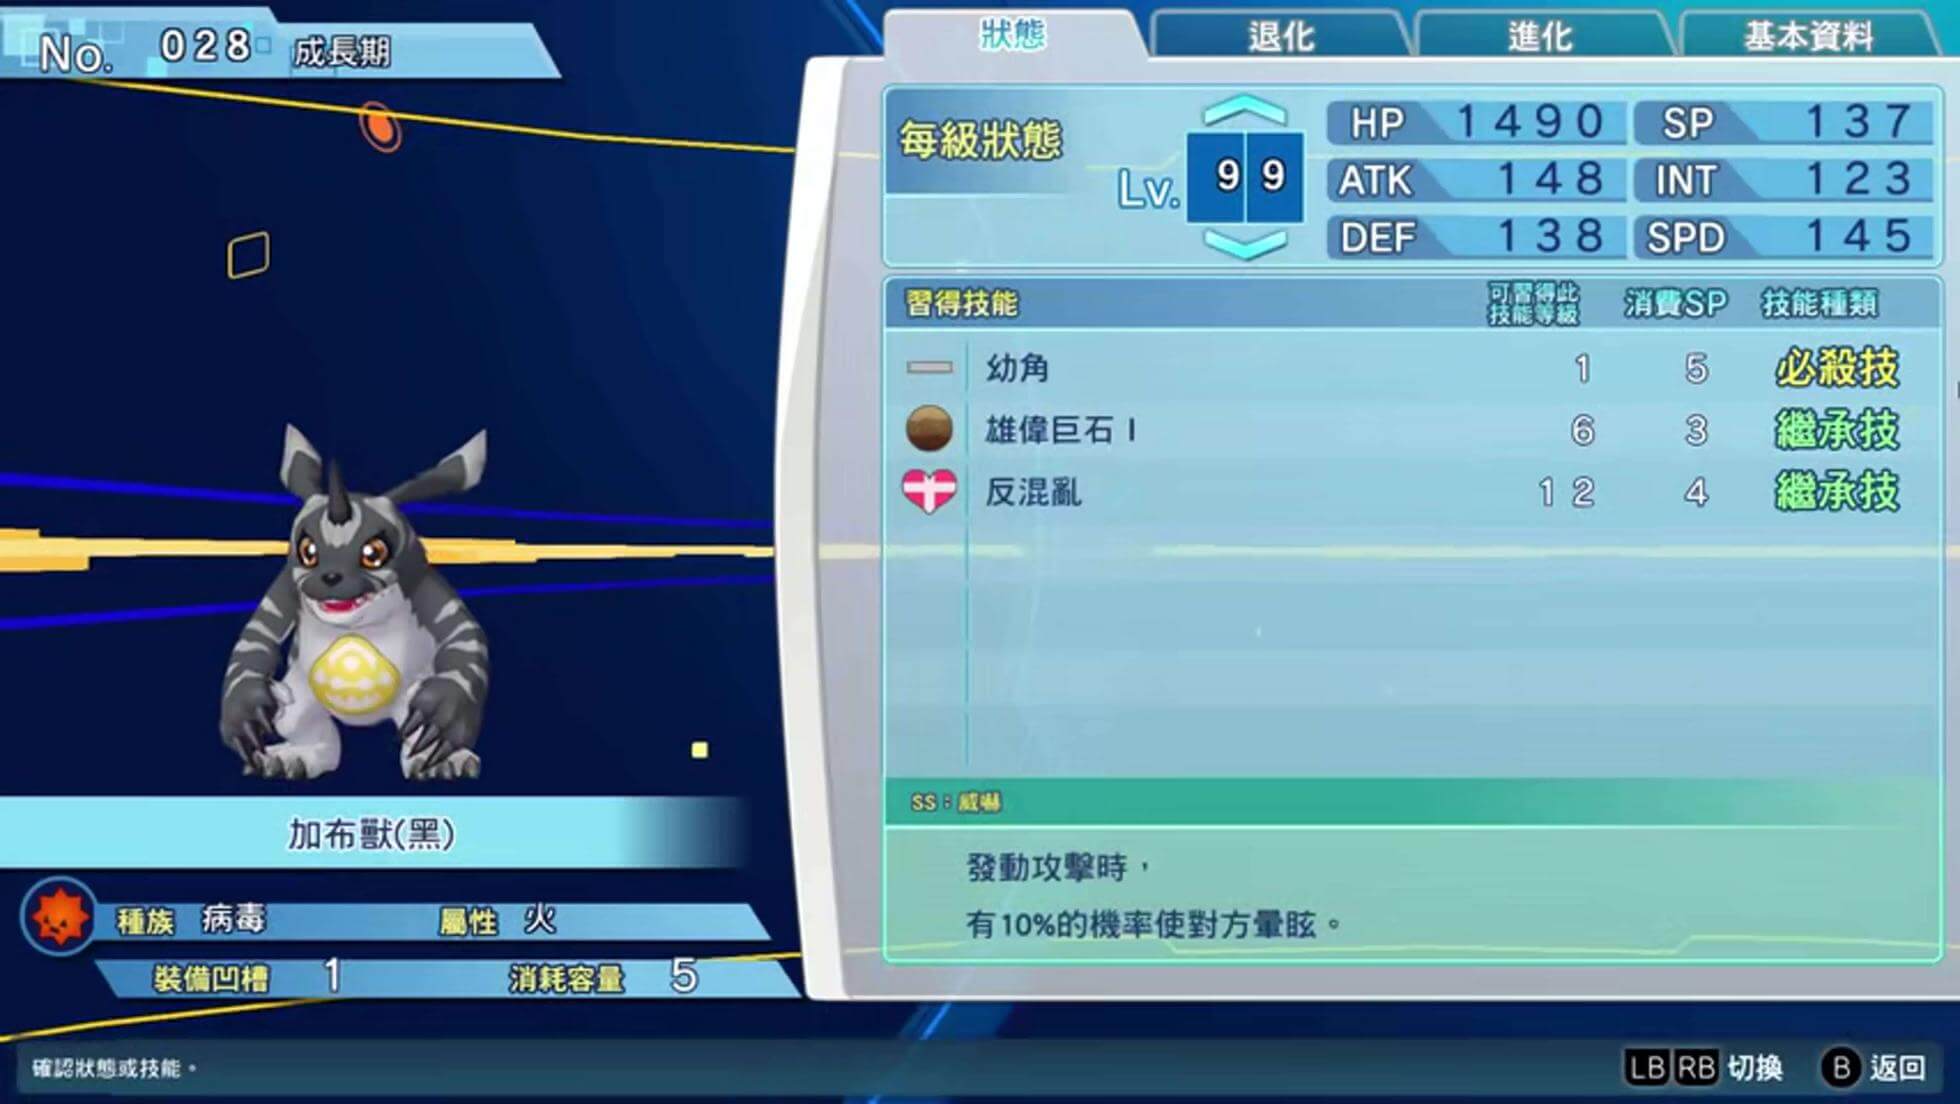 No. 028 成長期
狀態 退化 進化 基本資料
每級狀態
Lv. 99
HP 1490 SP 137
ATK 148 INT 123
DEF 138 SPD 145
習得技能 可習得此技能等級 消費SP 技能種類
幼角 1 5 必殺技
雄偉巨石 I 6 3 繼承技
反混亂 12 4 繼承技
SS：威嚇
發動攻擊時，
有10%的機率使對方暈眩。
加布獸(黑)
種族 病毒 屬性 火
裝備凹槽 1 消耗容量 5
確認狀態或技能。
LB RB 切換 B 返回